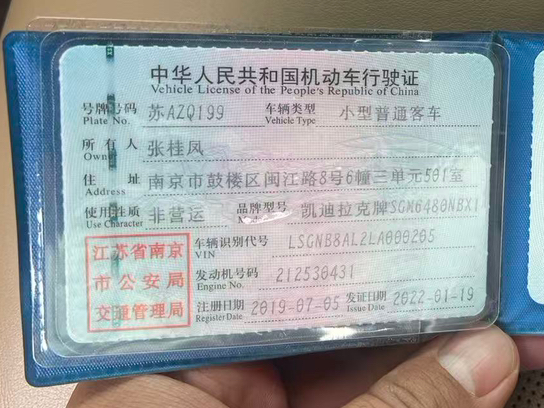 中华人民共和国机动车行驶证
Vehicle License of the People's Republic of China
号牌号码 苏AZQ199 车辆类型 小型普通客车
Plate No. Vehicle Type
所有人 张桂凤
Owner
住址 南京市鼓楼区闽江路8号6幢三单元501室
Address
使用性质 非营运 品牌型号 凯迪拉克牌SGM6480NBX1
Use Character
江苏省南京
市公安局
交通管理局
车辆识别代号 LSGNB8AL2LA000205
VIN
发动机号码 212530431
Engine No.
注册日期 2019-07-05 发证日期 2022-01-19
Register Date Issue Date